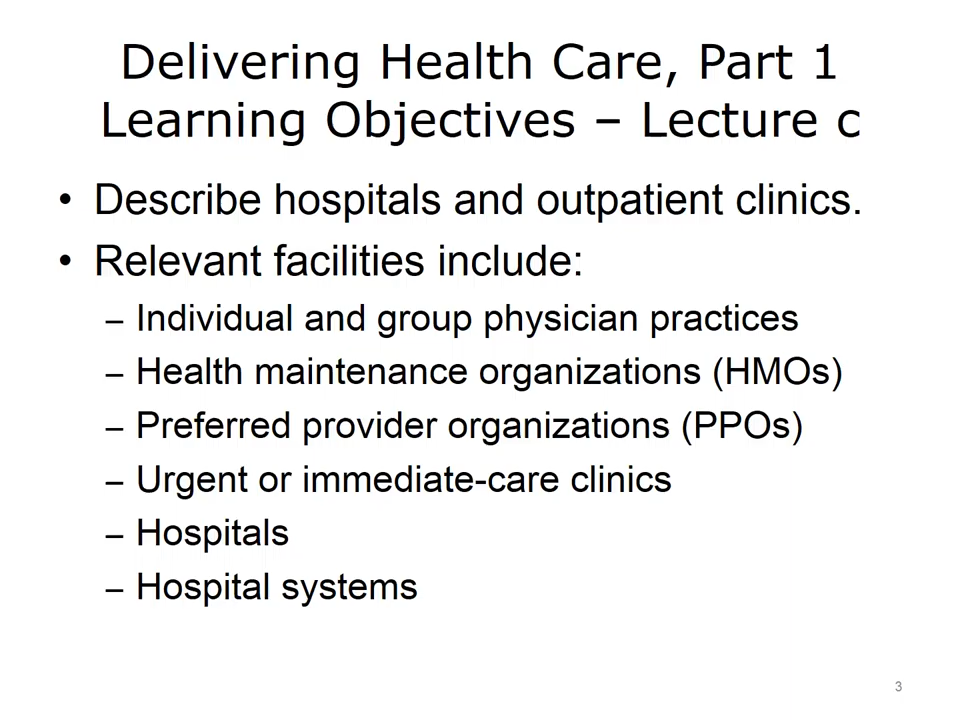 Delivering Health Care, Part 1
Learning Objectives – Lecture c
• Describe hospitals and outpatient clinics.
• Relevant facilities include:
– Individual and group physician practices
– Health maintenance organizations (HMOs)
– Preferred provider organizations (PPOs)
– Urgent or immediate-care clinics
– Hospitals
– Hospital systems
3